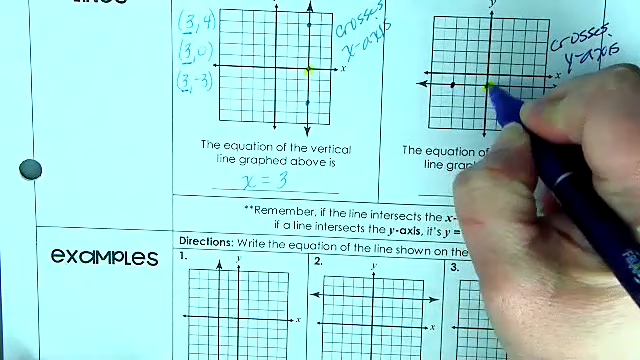 (3, 4)
(3, 0)
(3, -3)
crosses
x-axis
x
The equation of the vertical
line graphed above is
x = 3
y
crosses
y-axis
x
The equation of
line grap
**Remember, if the line intersects the x-
if a line intersects the y-axis, it's y =
examples
Directions: Write the equation of the line shown on the
1.
y
x
2.
y
x
3.